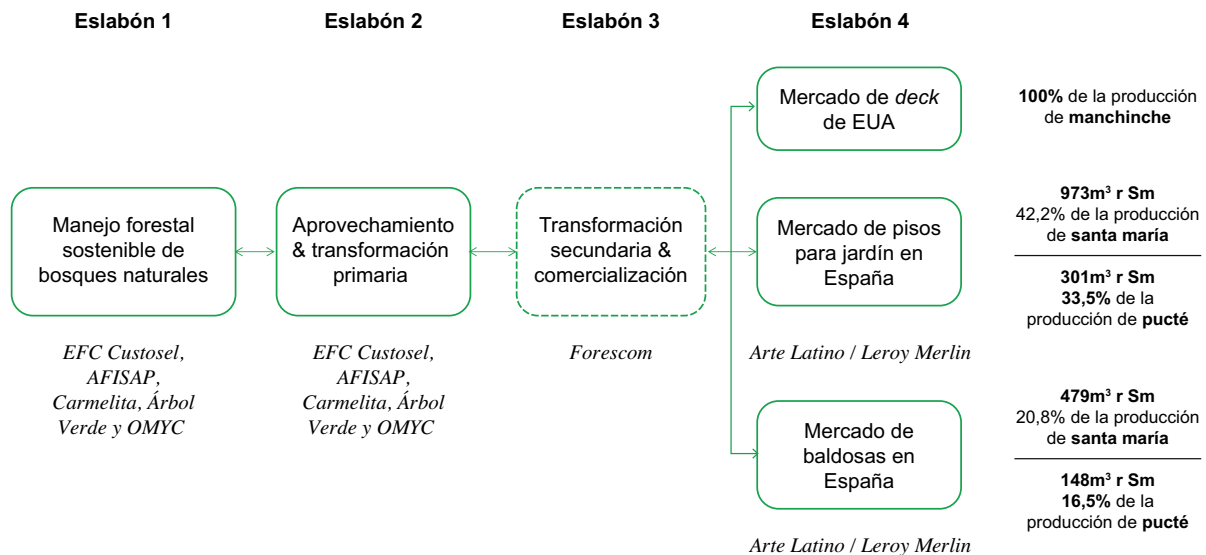 Eslabón 1
Eslabón 2
Eslabón 3
Eslabón 4
Manejo forestal
sostenible de
bosques naturales
EFC Custosel,
AFISAP,
Carmelita, Árbol
Verde y OMYC
Aprovechamiento
& transformación
primaria
EFC Custosel,
AFISAP,
Carmelita, Árbol
Verde y OMYC
Transformación
secundaria &
comercialización
Forescom
Mercado de deck
de EUA
100% de la producción
de manchinche
Mercado de pisos
para jardín en
España
Arte Latino / Leroy Merlin
973m³ r Sm
42,2% de la producción
de santa maría
301m³ r Sm
33,5% de la
producción de pucté
Mercado de
baldosas en
España
Arte Latino / Leroy Merlin
479m³ r Sm
20,8% de la producción
de santa maría
148m³ r Sm
16,5% de la
producción de pucté